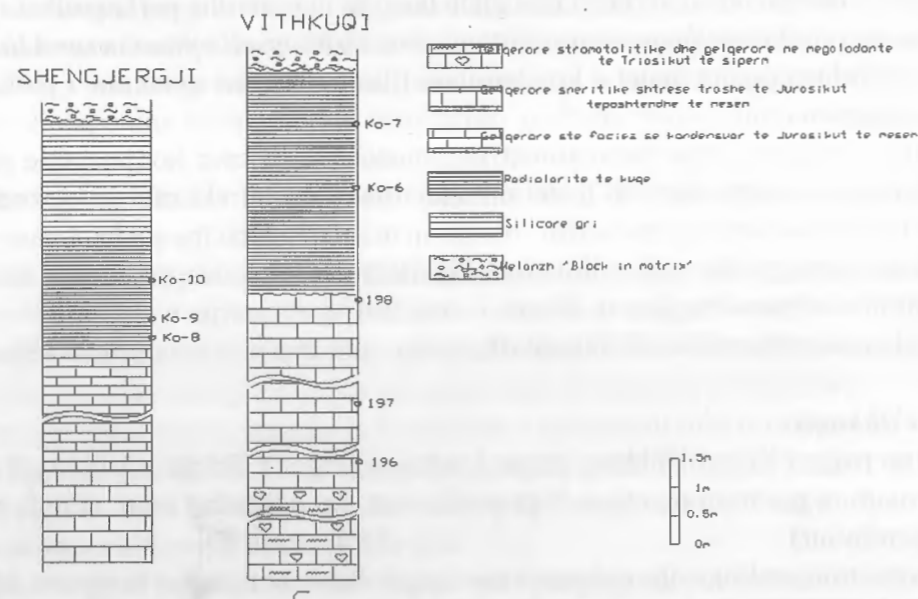 VITHKUQI
SHENGJERGJI
Ko-7
Ko-6
198
197
196
Ko-10
Ko-9
Ko-8
Gelqerore stromatolitike dhe gelqerore me megalodonte
te Triasikut te siperm
Gelqerore shtrese trashe te Jurasikut
teposhtem dhe te mesem
Gelqerore te facies se kondensuar te Jurasikut te mesem
Radiolarite te kuqe
Silicore gri
Melanzh "Block in matrix"
1.5m
1m
0.5m
0m